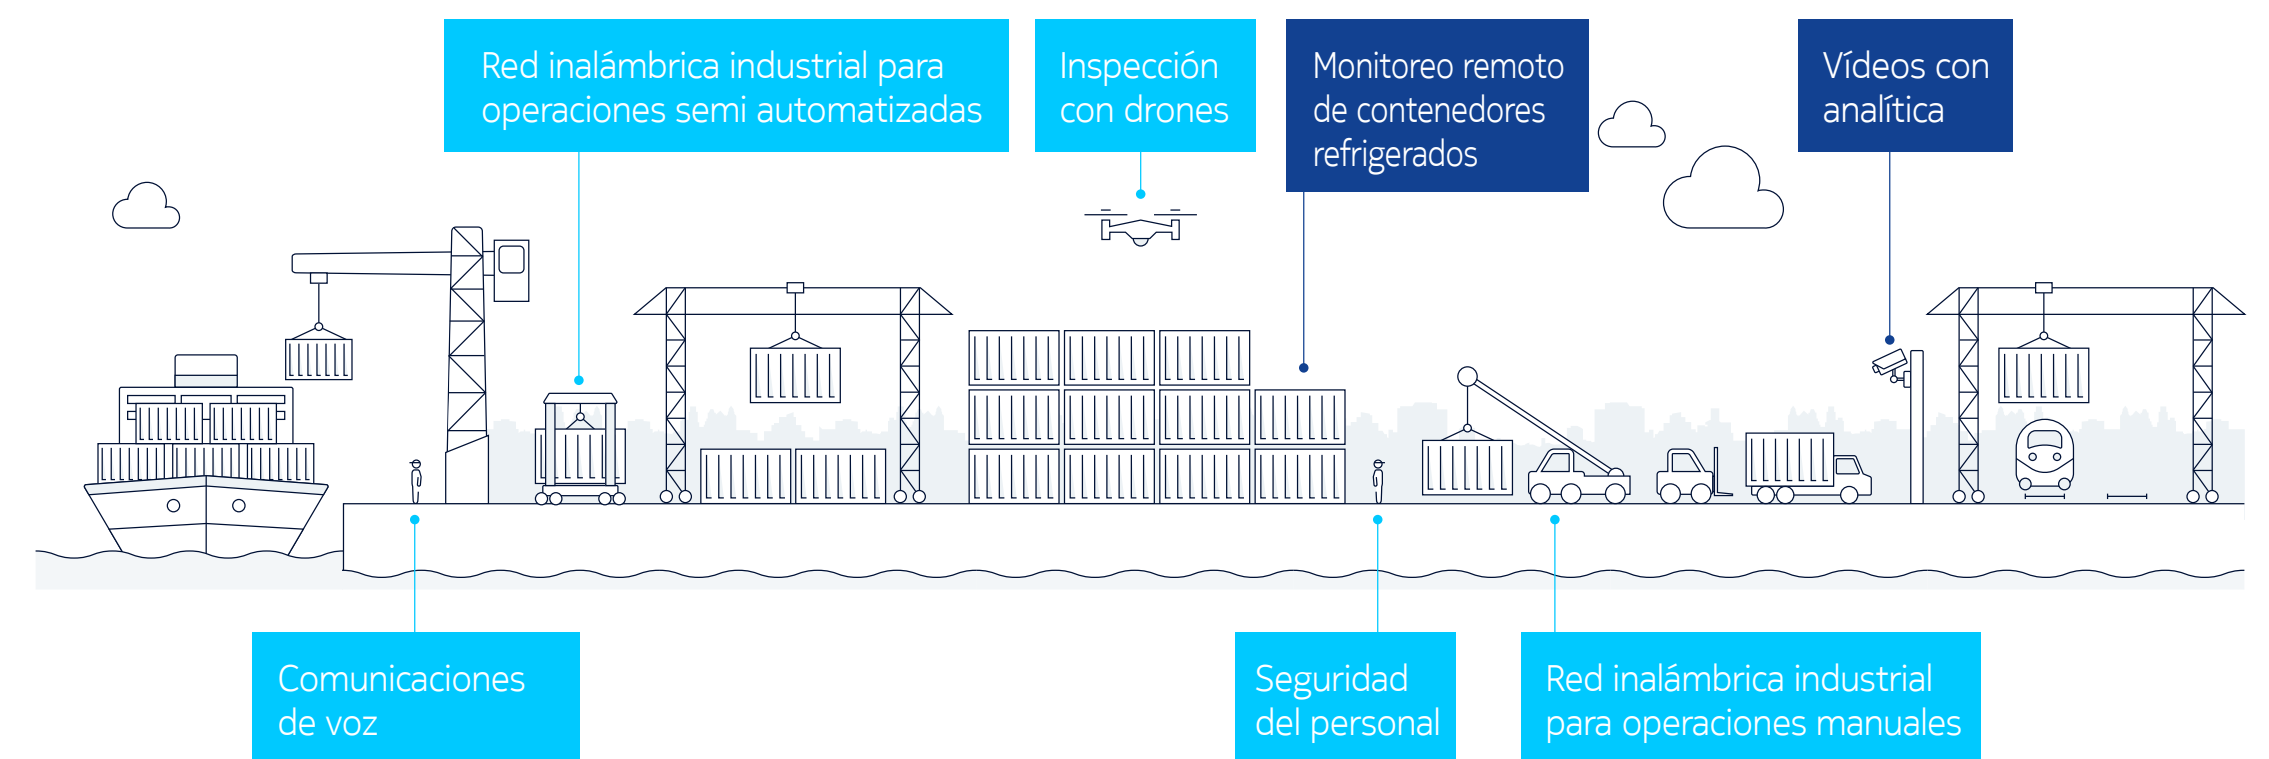 Red inalámbrica industrial para
operaciones semi automatizadas
Inspección
con drones
Monitoreo remoto
de contenedores
refrigerados
Vídeos con
analítica
Comunicaciones
de voz
Seguridad
del personal
Red inalámbrica industrial
para operaciones manuales